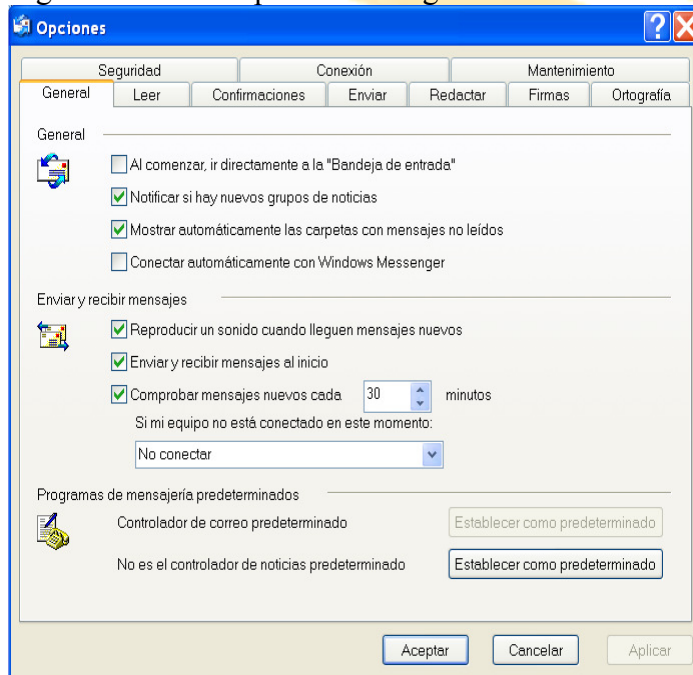 Opciones
Seguridad Conexión Mantenimiento
General Leer Confirmaciones Enviar Redactar Firmas Ortografía
General
Al comenzar, ir directamente a la "Bandeja de entrada"
Notificar si hay nuevos grupos de noticias
Mostrar automáticamente las carpetas con mensajes no leídos
Conectar automáticamente con Windows Messenger
Enviar y recibir mensajes
Reproducir un sonido cuando lleguen mensajes nuevos
Enviar y recibir mensajes al inicio
Comprobar mensajes nuevos cada 30 minutos
Si mi equipo no está conectado en este momento:
No conectar
Programas de mensajería predeterminados
Controlador de correo predeterminado Establecer como predeterminado
No es el controlador de noticias predeterminado Establecer como predeterminado
Aceptar Cancelar Aplicar